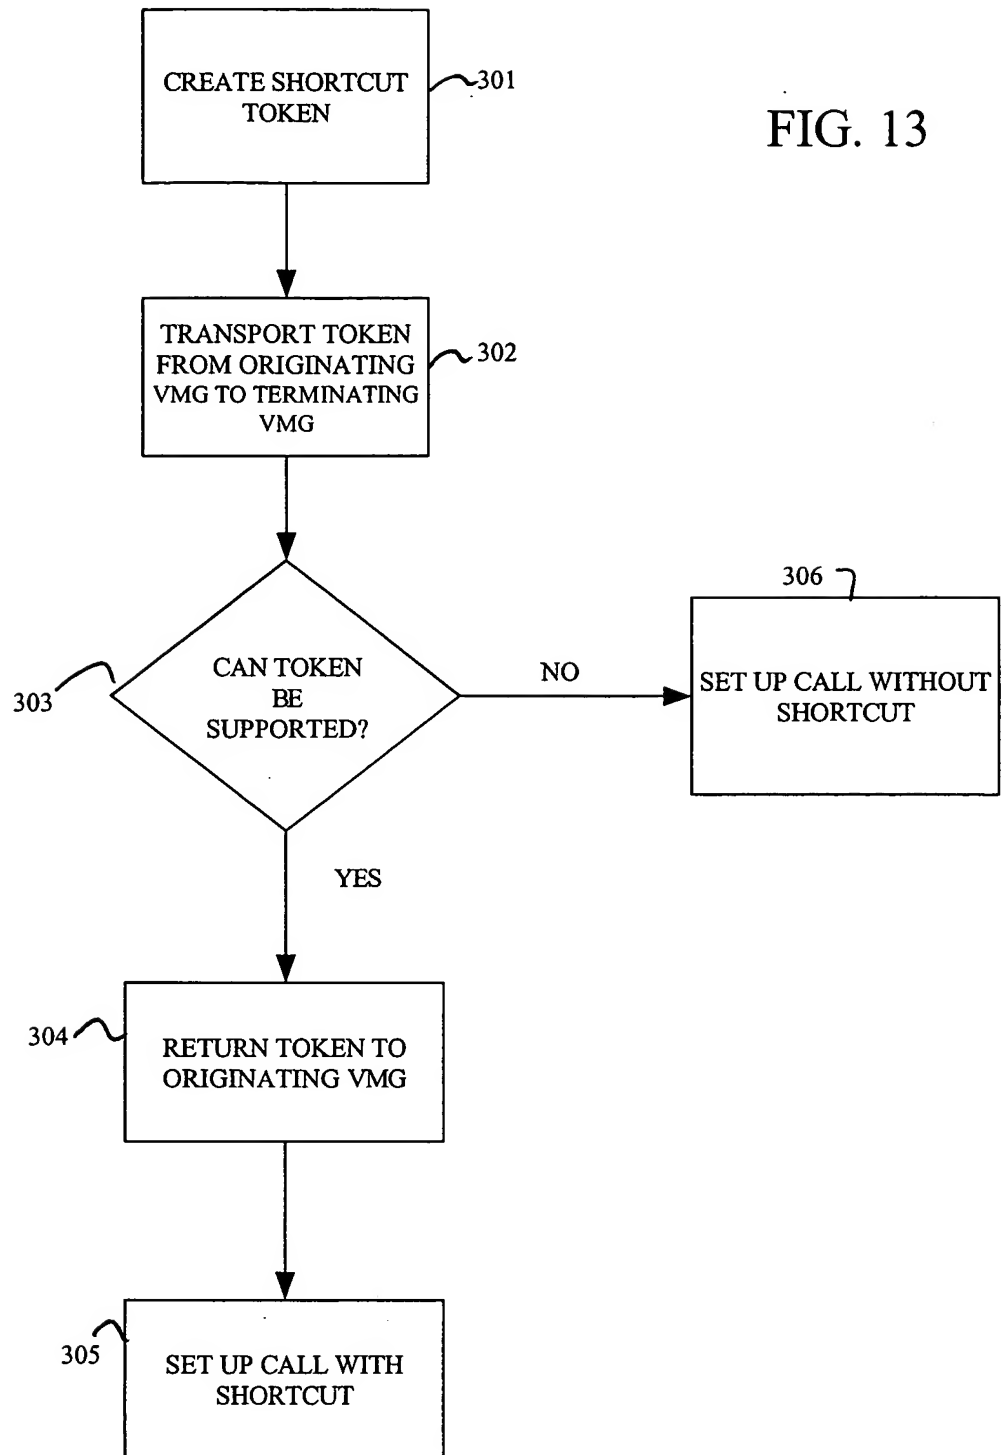 CREATE SHORTCUT
TOKEN
301
FIG. 13
TRANSPORT TOKEN
FROM ORIGINATING
VMG TO TERMINATING
VMG
302
303
CAN TOKEN
BE
SUPPORTED?
NO
306
SET UP CALL WITHOUT
SHORTCUT
YES
304
RETURN TOKEN TO
ORIGINATING VMG
305
SET UP CALL WITH
SHORTCUT